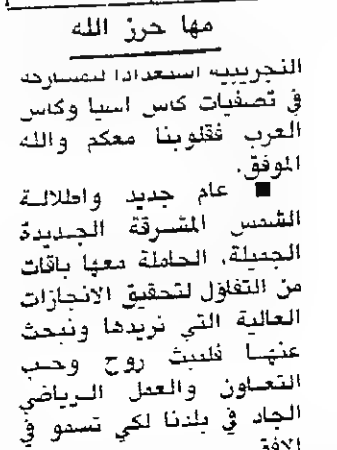 مها حرز الله
التجريبية استعدادا للمشاركة
في تصفيات كاس اسيا وكاس
العرب فقلوبنا معكم والله
الموفق.
■ عام جديد واطلالة
الشمس المشرقة الجديدة
الجميلة، الحاملة معها باقات
من التفاؤل لتحقيق الانجازات
العالية التي نريدها ونبحث
عنها فلنبث روح وحب
التعاون والعمل الرياضي
الجاد في بلدنا لكي نسمو في
الافق